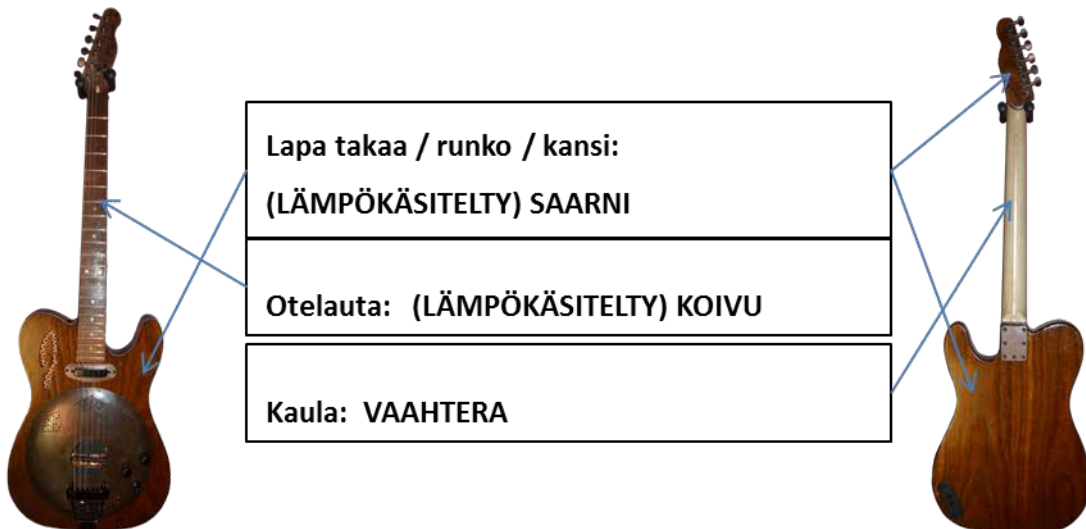 Lapa takaa / runko / kansi:
(LÄMPÖKÄSITELTY) SAARNI
Otelauta: (LÄMPÖKÄSITELTY) KOIVU
Kaula: VAAHTERA